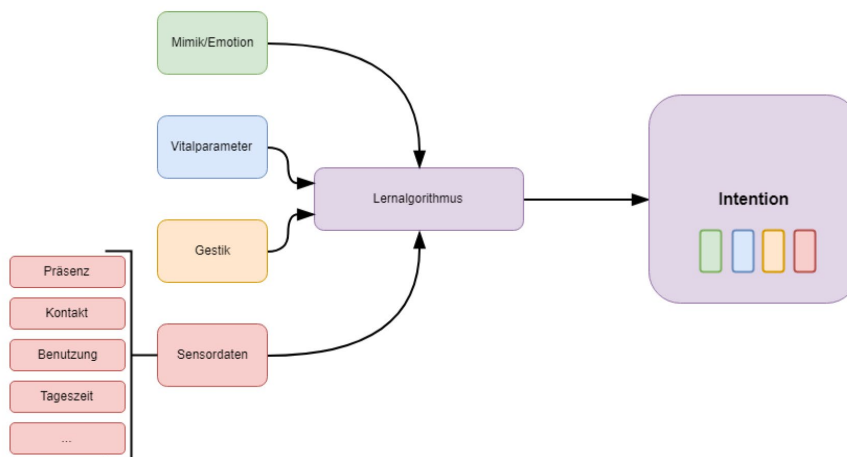 Mimik/Emotion
Vitalparameter
Lernalgorithmus
Intention
Gestik
Präsenz
Kontakt
Benutzung
Sensordaten
Tageszeit
...